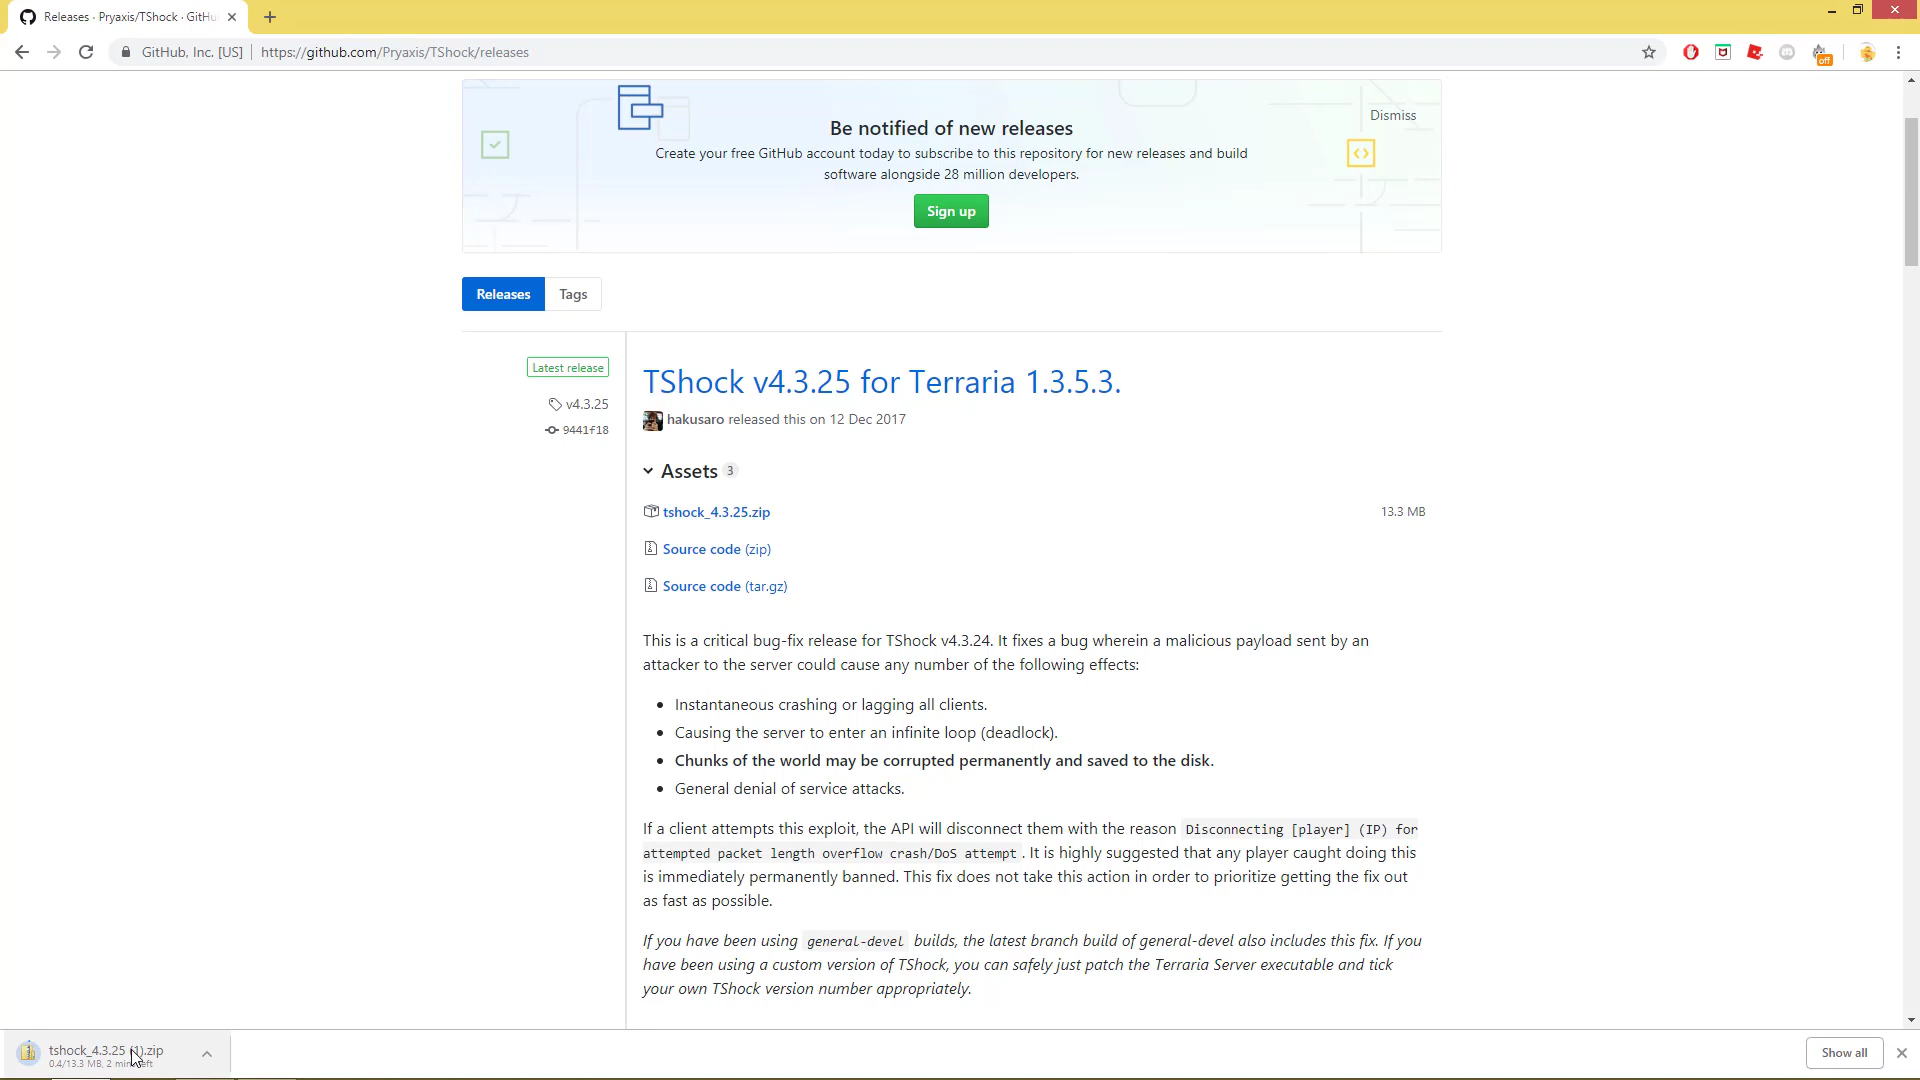 Releases · Pryaxis/TShock · GitHu
GitHub, Inc. [US] https://github.com/Pryaxis/TShock/releases
off
Be notified of new releases
Dismiss
Create your free GitHub account today to subscribe to this repository for new releases and build
software alongside 28 million developers.
Sign up
Releases Tags
Latest release
v4.3.25
9441f18
TShock v4.3.25 for Terraria 1.3.5.3.
hakusaro released this on 12 Dec 2017
Assets 3
tshock_4.3.25.zip 13.3 MB
Source code (zip)
Source code (tar.gz)
This is a critical bug-fix release for TShock v4.3.24. It fixes a bug wherein a malicious payload sent by an
attacker to the server could cause any number of the following effects:
• Instantaneous crashing or lagging all clients.
• Causing the server to enter an infinite loop (deadlock).
• Chunks of the world may be corrupted permanently and saved to the disk.
• General denial of service attacks.
If a client attempts this exploit, the API will disconnect them with the reason Disconnecting [player] (IP) for
attempted packet length overflow crash/DoS attempt . It is highly suggested that any player caught doing this
is immediately permanently banned. This fix does not take this action in order to prioritize getting the fix out
as fast as possible.
If you have been using general-devel builds, the latest branch build of general-devel also includes this fix. If you
have been using a custom version of TShock, you can safely just patch the Terraria Server executable and tick
your own TShock version number appropriately.
tshock_4.3.25 (1).zip
0.4/13.3 MB, 2 mins left
Show all